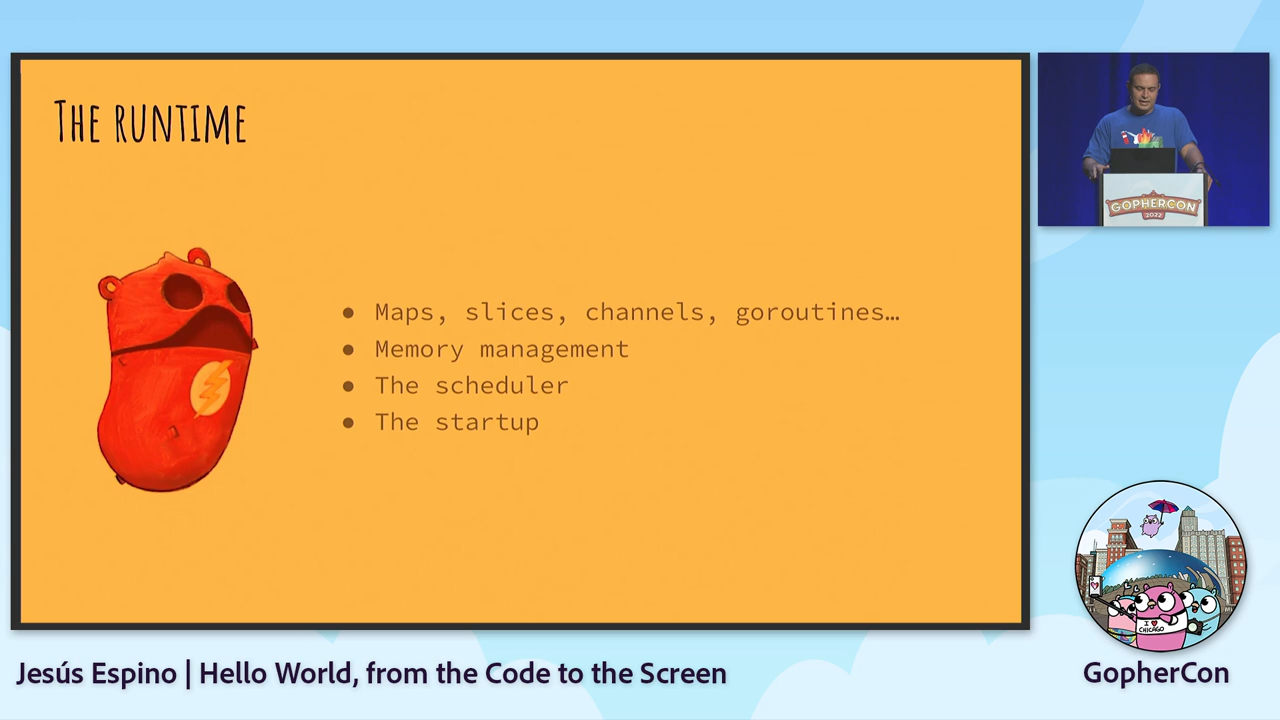 The runtime
● Maps, slices, channels, goroutines…
● Memory management
● The scheduler
● The startup
GOPHERCON
2022
I ♥
CHICAGO
Jesús Espino | Hello World, from the Code to the Screen
GopherCon